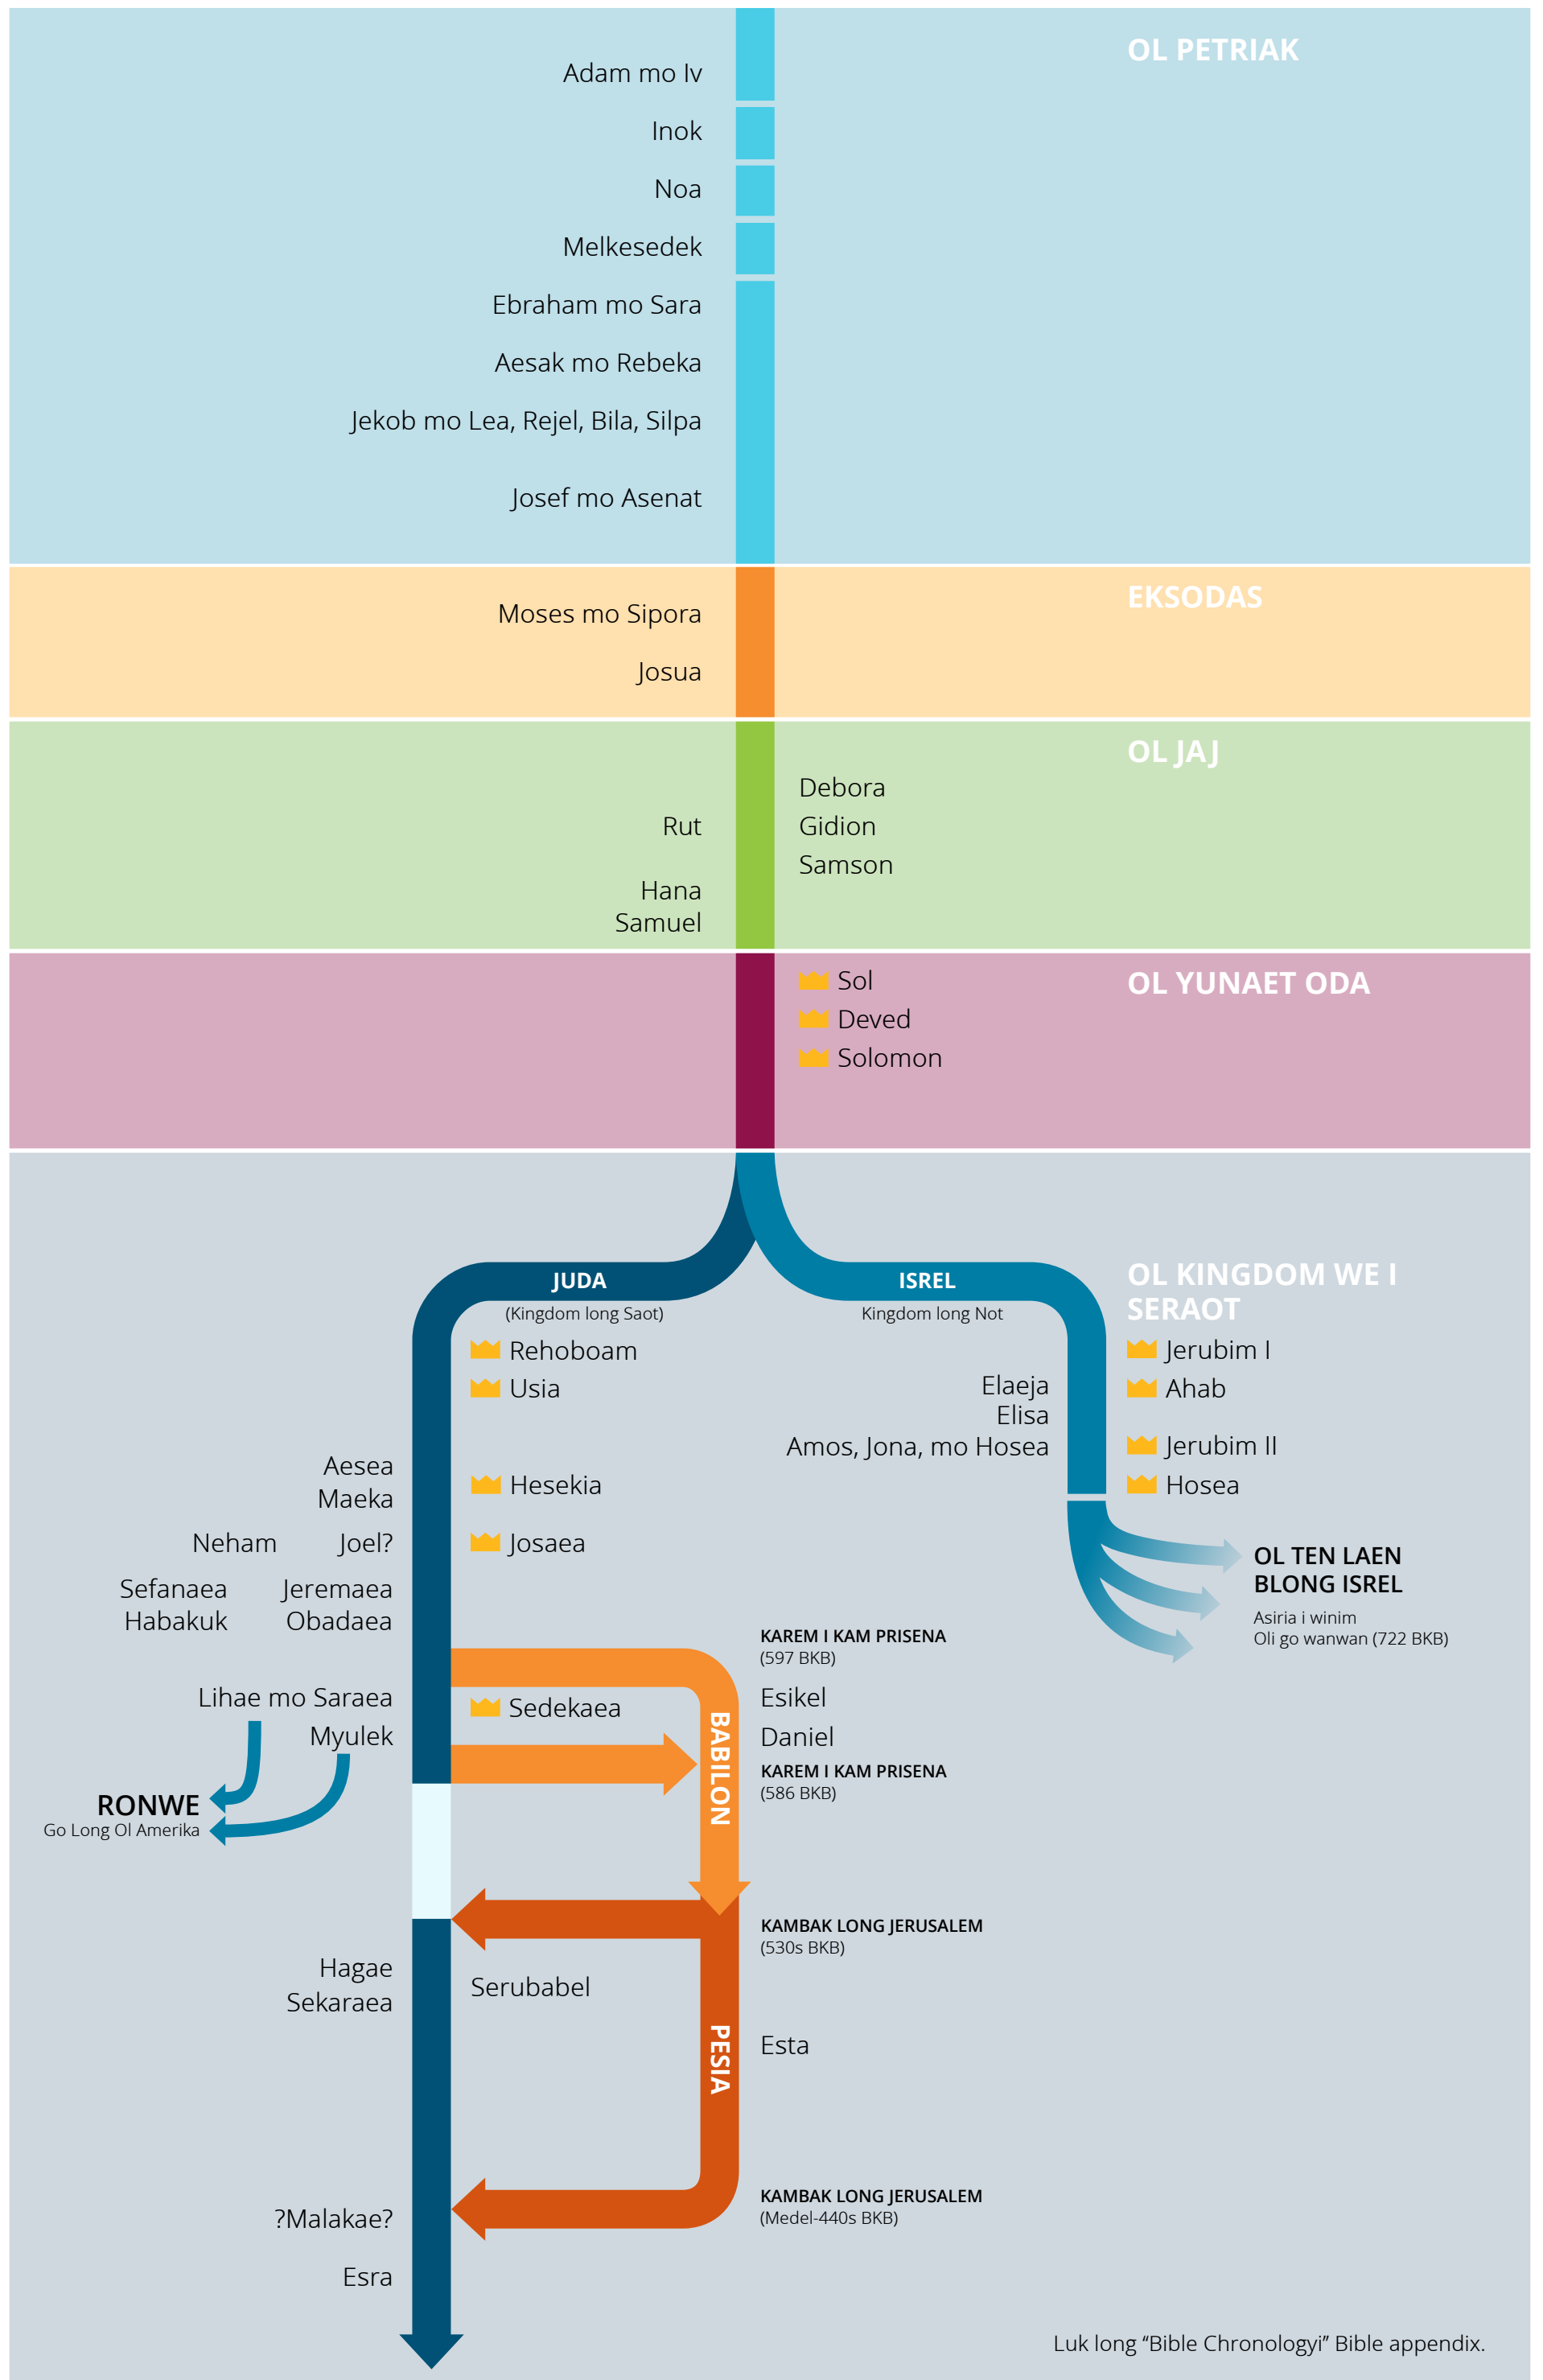 OL PETRIAK
Adam mo Iv
Inok
Noa
Melkesedek
Ebraham mo Sara
Aesak mo Rebeka
Jekob mo Lea, Rejel, Bila, Silpa
Josef mo Asenat
EKSODAS
Moses mo Sipora
Josua
OL JAJ
Debora
Rut
Gidion
Samson
Hana
Samuel
OL YUNAET ODA
Sol
Deved
Solomon
JUDA
(Kingdom long Saot)
ISREL
Kingdom long Not
OL KINGDOM WE I
SERAOT
Rehoboam
Usia
Hesekia
Josaea
Elaeja
Elisa
Amos, Jona, mo Hosea
Jerubim I
Ahab
Jerubim II
Hosea
Aesea
Maeka
Neham
Joel?
Sefanaea
Habakuk
Jeremaea
Obadaea
OL TEN LAEN
BLONG ISREL
Asiria i winim
Oli go wanwan (722 BKB)
KAREM I KAM PRISENA
(597 BKB)
Lihae mo Saraea
Myulek
Sedekaea
BABILON
Esikel
Daniel
KAREM I KAM PRISENA
(586 BKB)
RONWE
Go Long Ol Amerika
KAMBAK LONG JERUSALEM
(530s BKB)
Hagae
Sekaraea
Serubabel
PESIA
Esta
KAMBAK LONG JERUSALEM
(Medel-440s BKB)
?Malakae?
Esra
Luk long “Bible Chronologyi” Bible appendix.